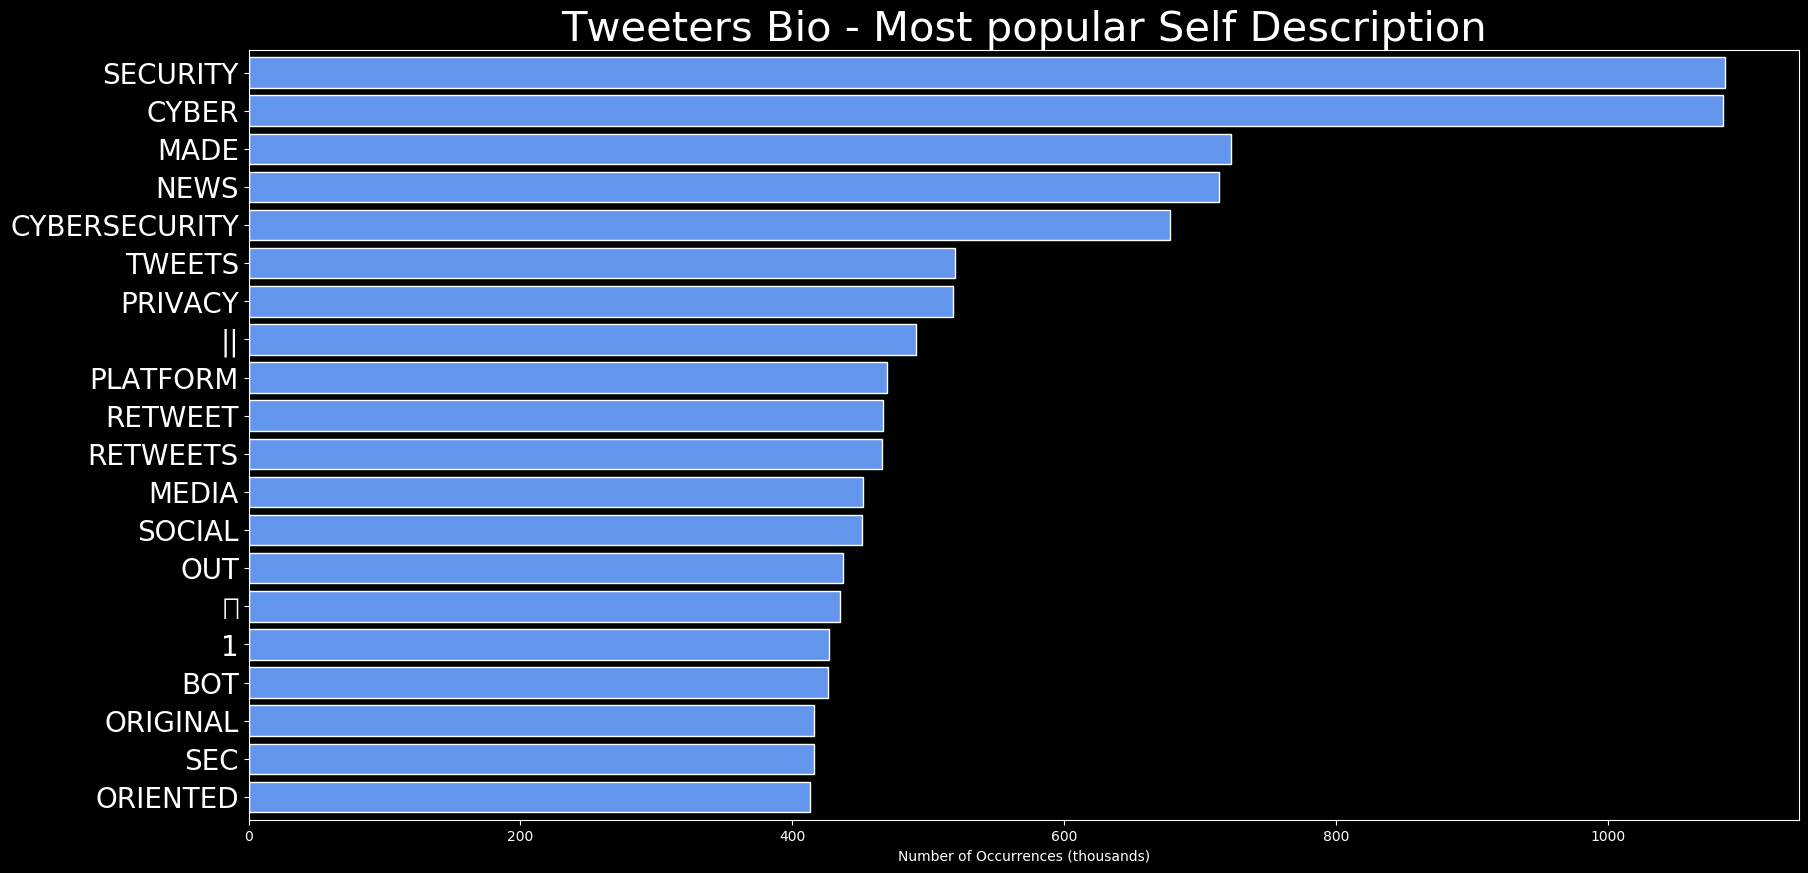 Tweeters Bio - Most popular Self Description
SECURITY
CYBER
MADE
NEWS
CYBERSECURITY
TWEETS
PRIVACY
||
PLATFORM
RETWEET
RETWEETS
MEDIA
SOCIAL
OUT
1
BOT
ORIGINAL
SEC
ORIENTED
0 200 400 600 800 1000
Number of Occurrences (thousands)